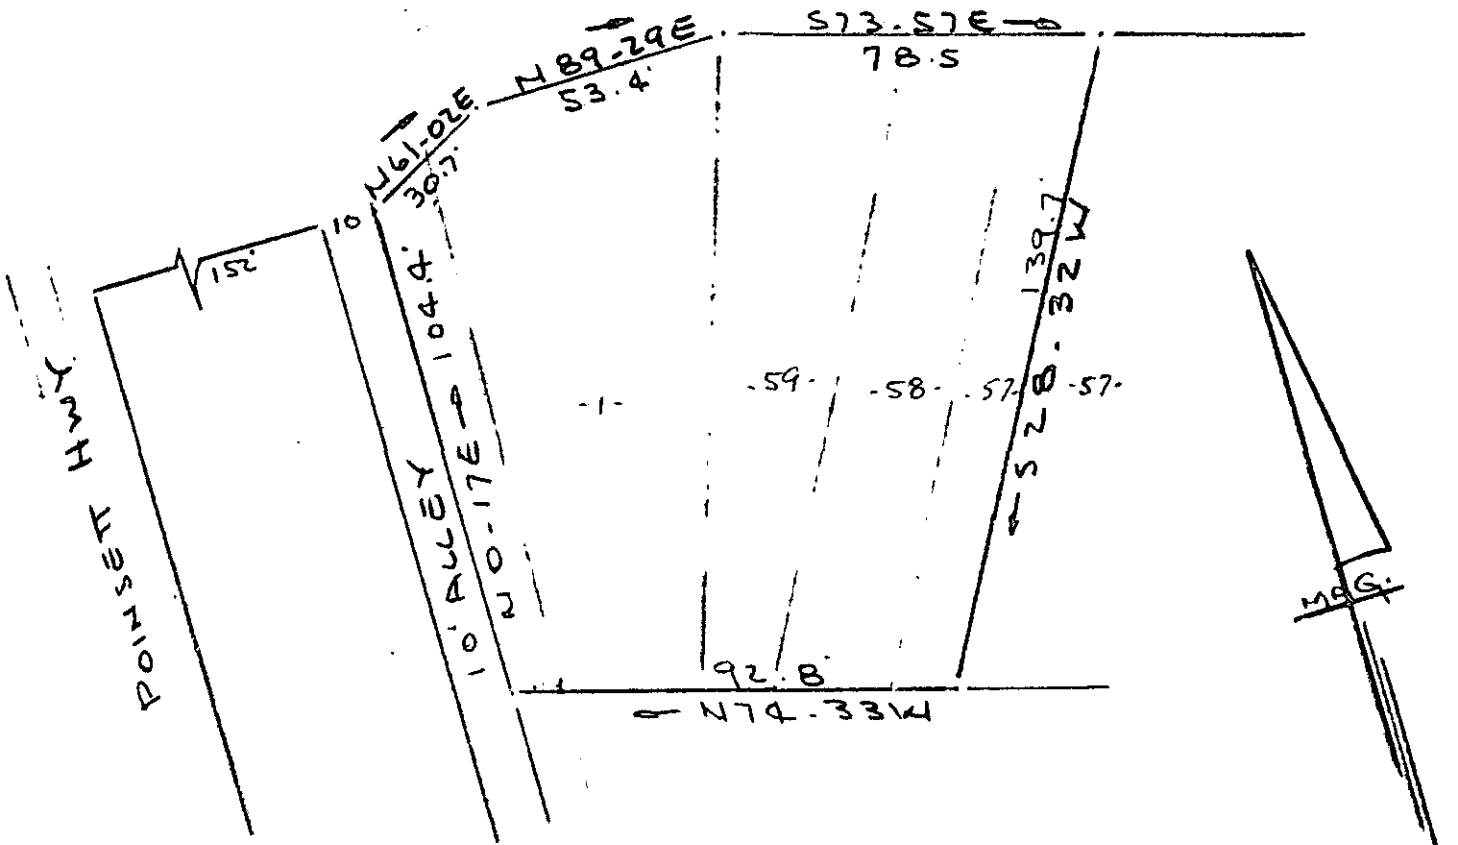 S73.57E
78.5
N89-29E
53.4'
N61-02E
30.7'
10
152'
POINSETT HWY
10' ALLEY
N0-17E 104.4'
-1-
-59-
-58-
-57-
-57-
139.7
S28.32W
92.8'
N74.33W
MAG.